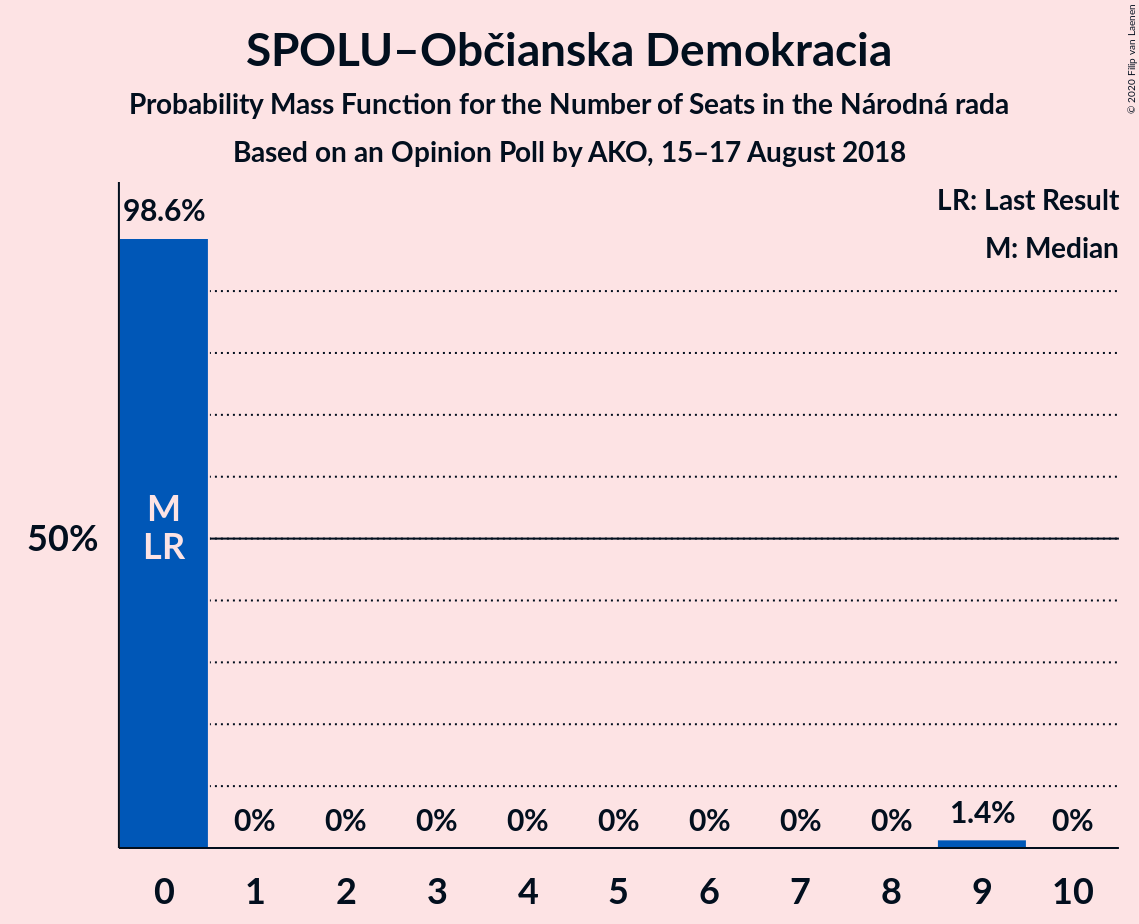 SPOLU–Občianska Demokracia
Probability Mass Function for the Number of Seats in the Národná rada
Based on an Opinion Poll by AKO, 15–17 August 2018
© 2020 Filip van Laenen
LR: Last Result
M: Median
98.6%
M
LR
50%
0% 0% 0% 0% 0% 0% 0% 0% 1.4% 0%
0 1 2 3 4 5 6 7 8 9 10